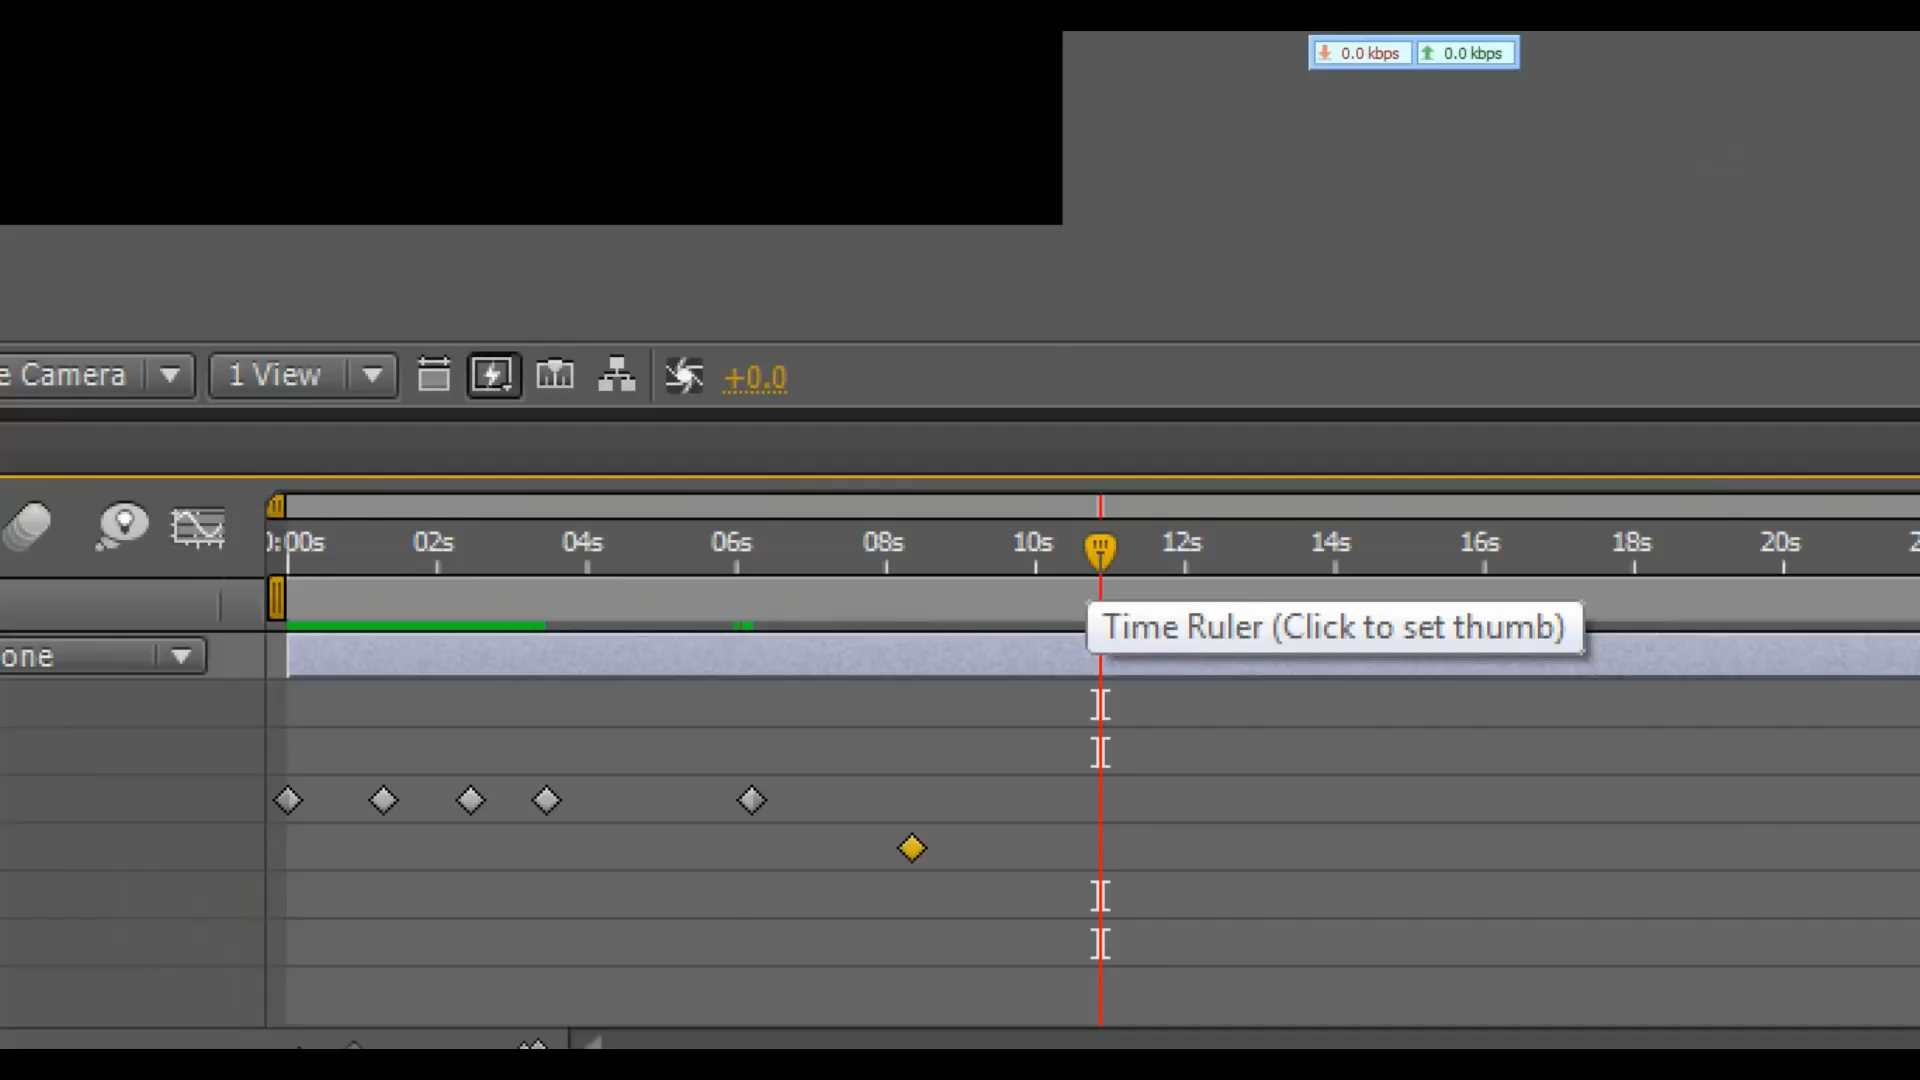 0.0 kbps 0.0 kbps
e Camera 1 View +0.0
0:00s 02s 04s 06s 08s 10s 12s 14s 16s 18s 20s 2
Time Ruler (Click to set thumb)
one